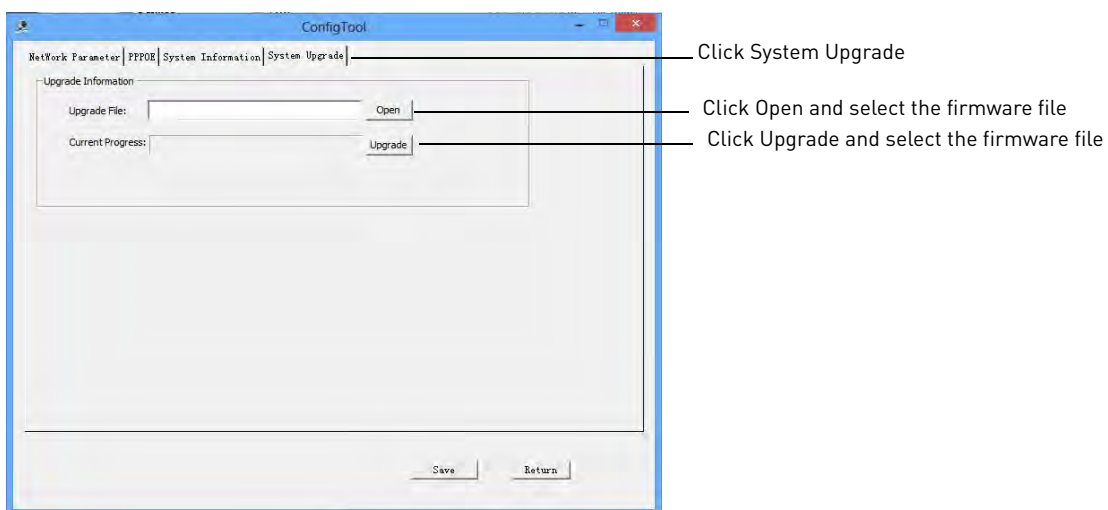 ConfigTool
NetWork Parameter PPPOE System Information System Upgrade
Click System Upgrade
Upgrade Information
Upgrade File:
Open
Click Open and select the firmware file
Current Progress:
Upgrade
Click Upgrade and select the firmware file
Save
Return